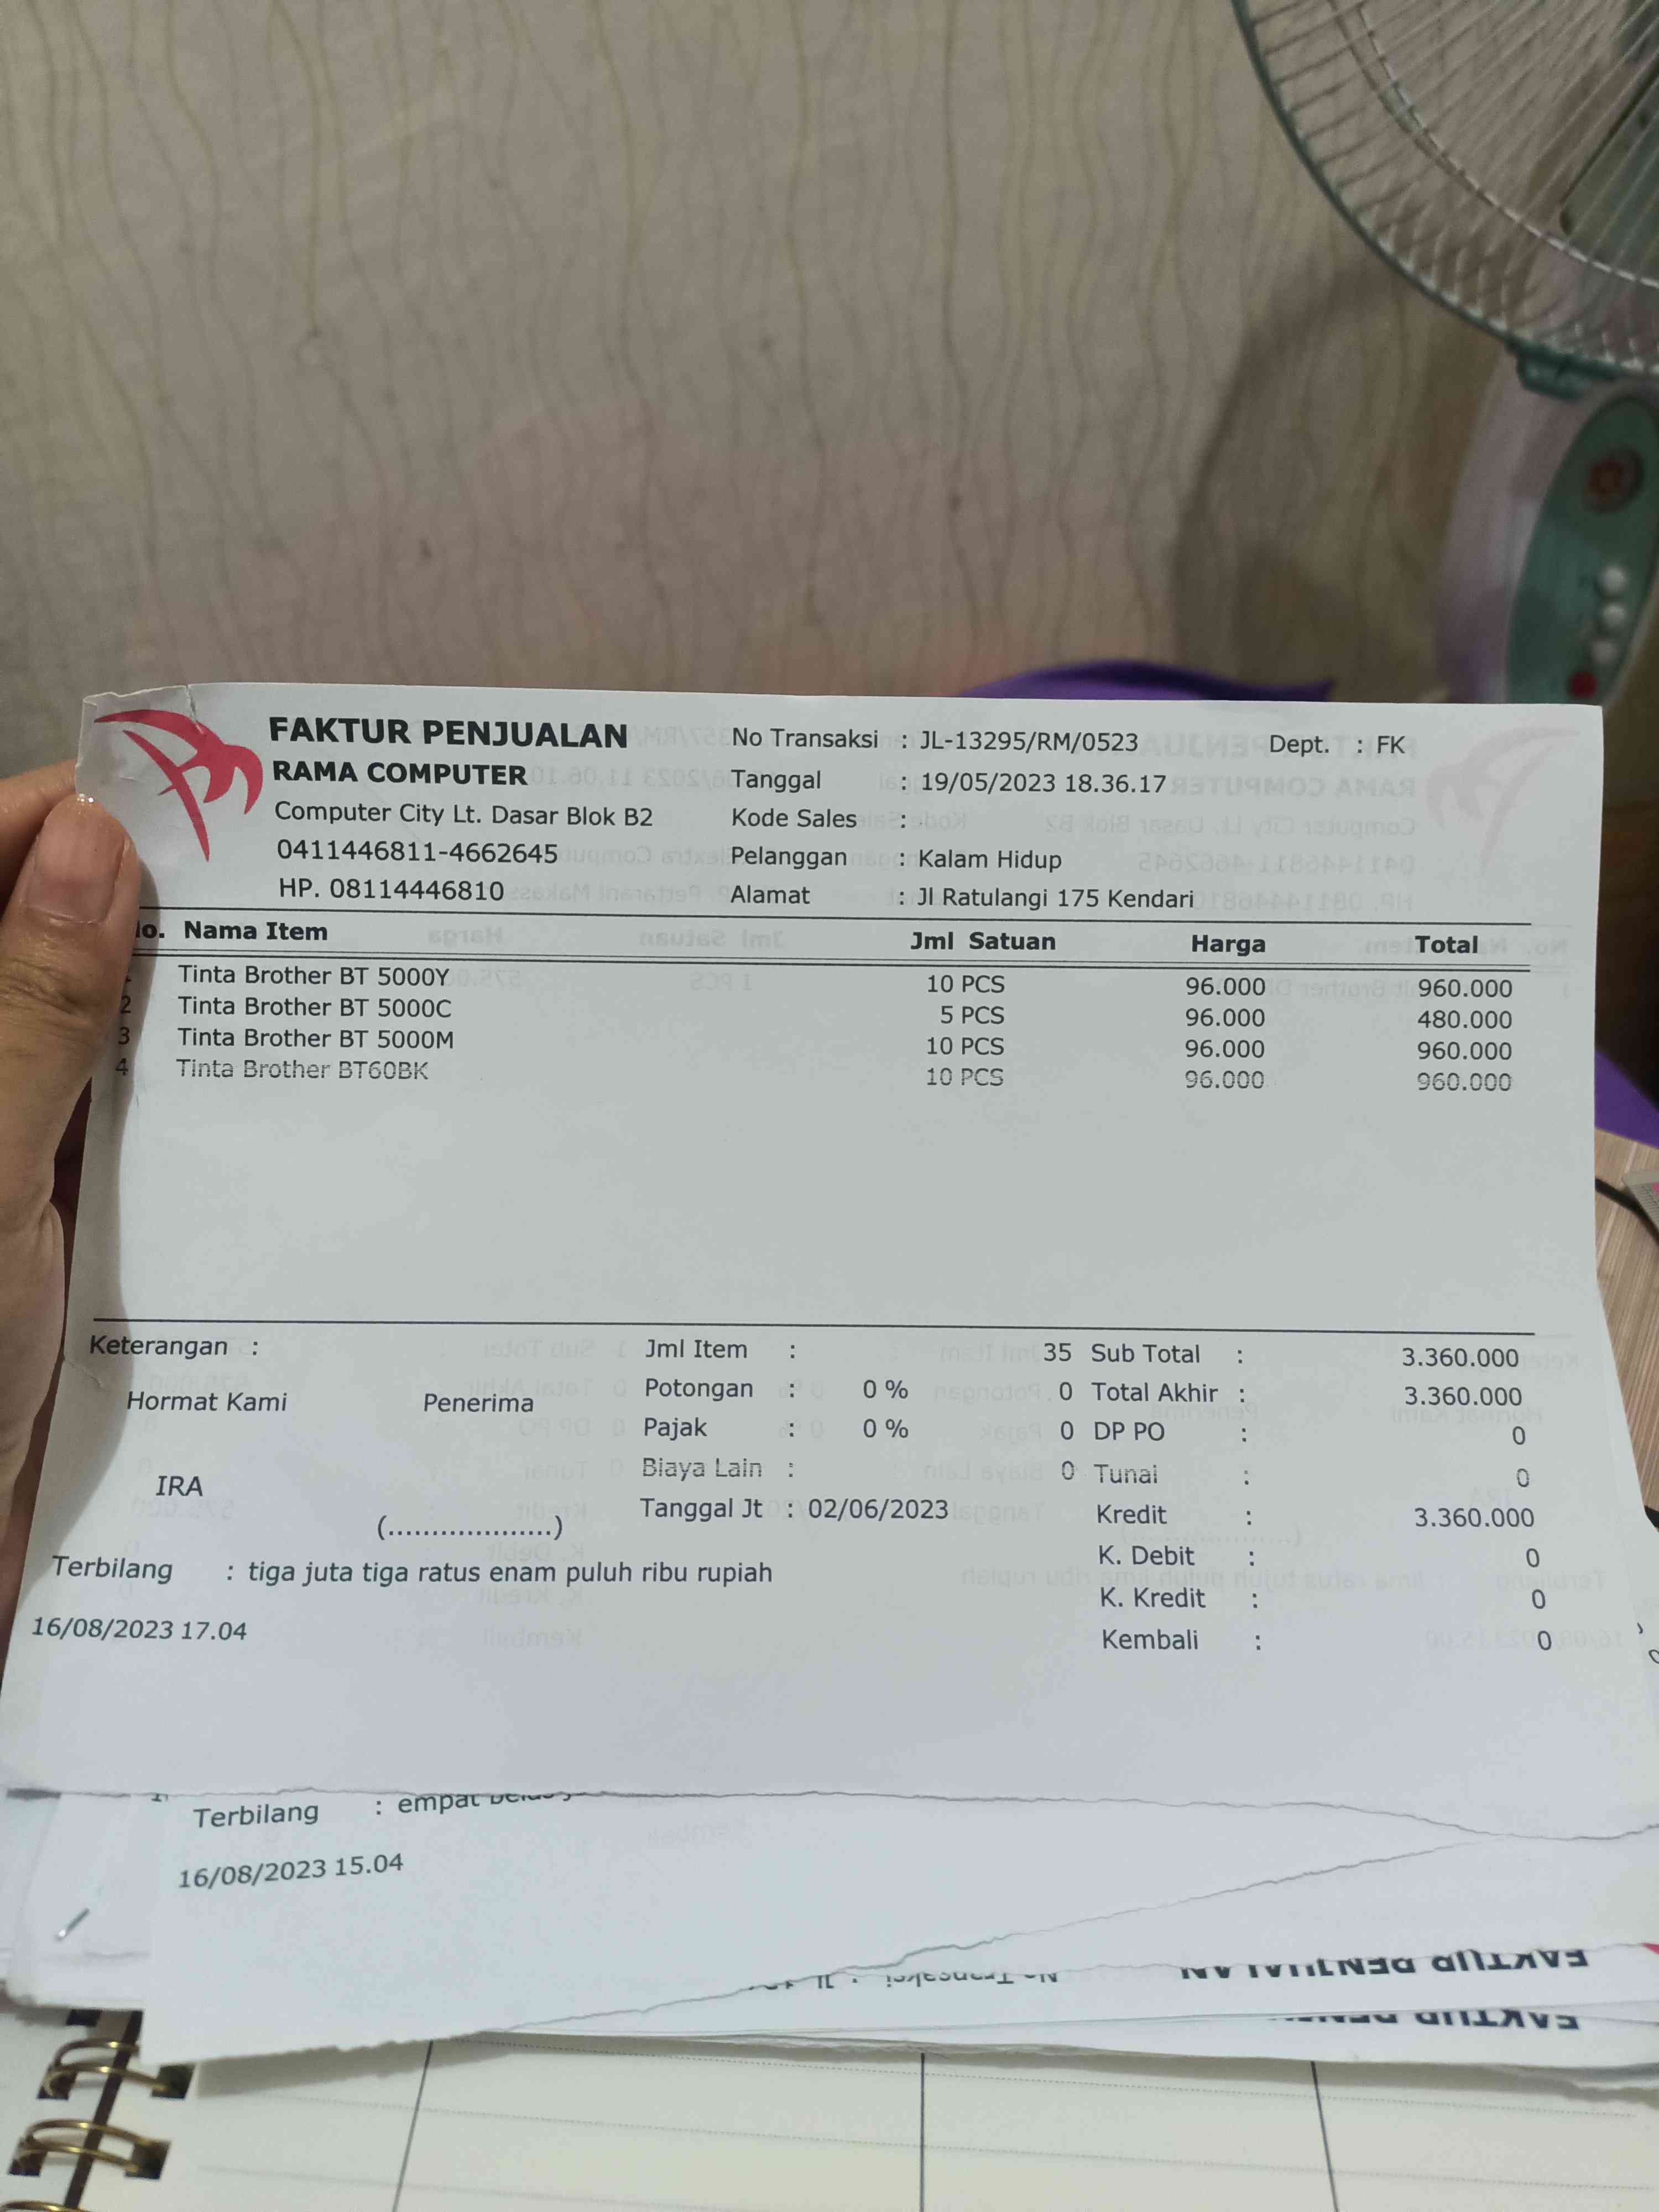 FAKTUR PENJUALAN
RAMA COMPUTER
Computer City Lt. Dasar Blok B2
0411446811-4662645
HP. 08114446810
No Transaksi : JL-13295/RM/0523
Dept. : FK
Tanggal : 19/05/2023 18.36.17
Kode Sales :
Pelanggan : Kalam Hidup
Alamat : Jl Ratulangi 175 Kendari
Nama Item Jml Satuan Harga Total
Tinta Brother BT 5000Y 10 PCS 96.000 960.000
2 Tinta Brother BT 5000C 5 PCS 96.000 480.000
3 Tinta Brother BT 5000M 10 PCS 96.000 960.000
4 Tinta Brother BT60BK 10 PCS 96.000 960.000
Keterangan :
Hormat Kami Penerima
IRA
(...................)
Jml Item : 35
Potongan : 0 % 0
Pajak : 0 % 0
Biaya Lain : 0
Tanggal Jt : 02/06/2023
Sub Total : 3.360.000
Total Akhir : 3.360.000
DP PO : 0
Tunai : 0
Kredit : 3.360.000
K. Debit : 0
K. Kredit : 0
Kembali : 0
Terbilang : tiga juta tiga ratus enam puluh ribu rupiah
16/08/2023 17.04
Terbilang : empat
16/08/2023 15.04
No Transaksi : JL
FAKTUR PENJUALAN
FAKTUR